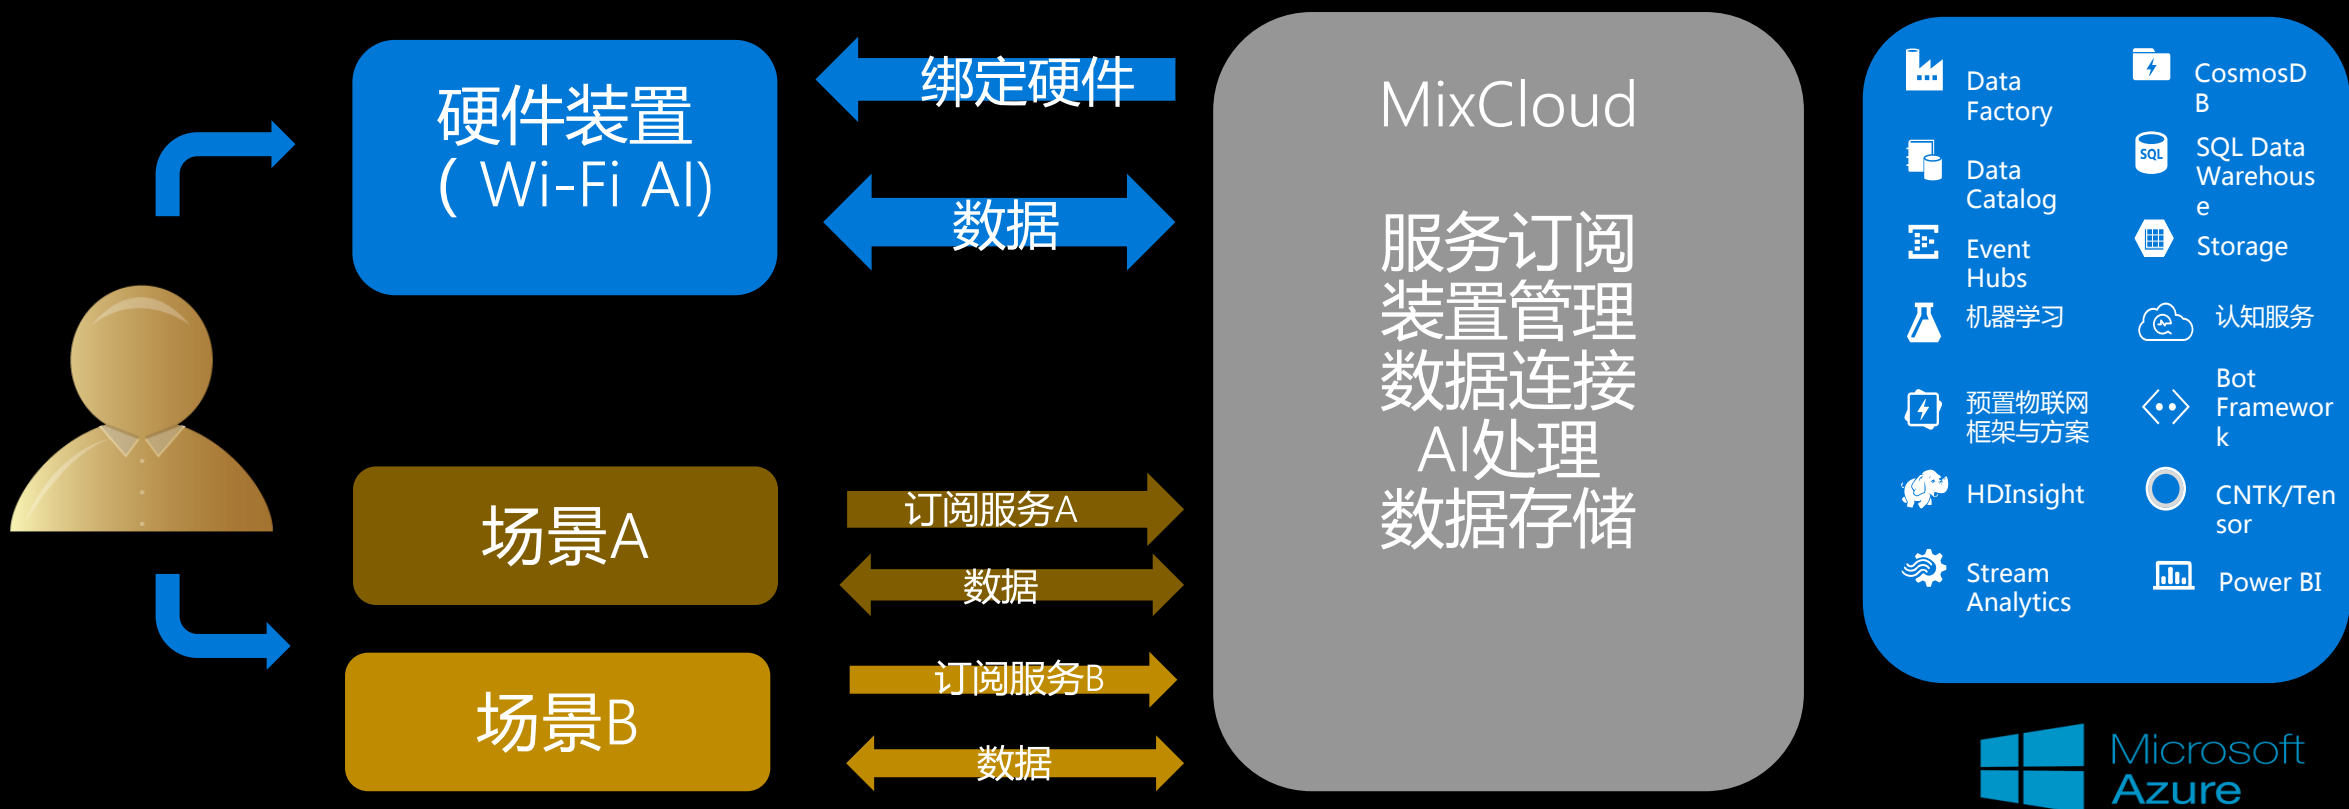 硬件装置
( Wi-Fi AI)
绑定硬件
数据
场景A
订阅服务A
数据
场景B
订阅服务B
数据
MixCloud
服务订阅
装置管理
数据连接
AI处理
数据存储
Data
Factory
Data
Catalog
Event
Hubs
机器学习
预置物联网
框架与方案
HDInsight
Stream
Analytics
CosmosD
B
SQL
SQL Data
Warehous
e
Storage
认知服务
Bot
Framewor
k
CNTK/Ten
sor
Power BI
Microsoft
Azure